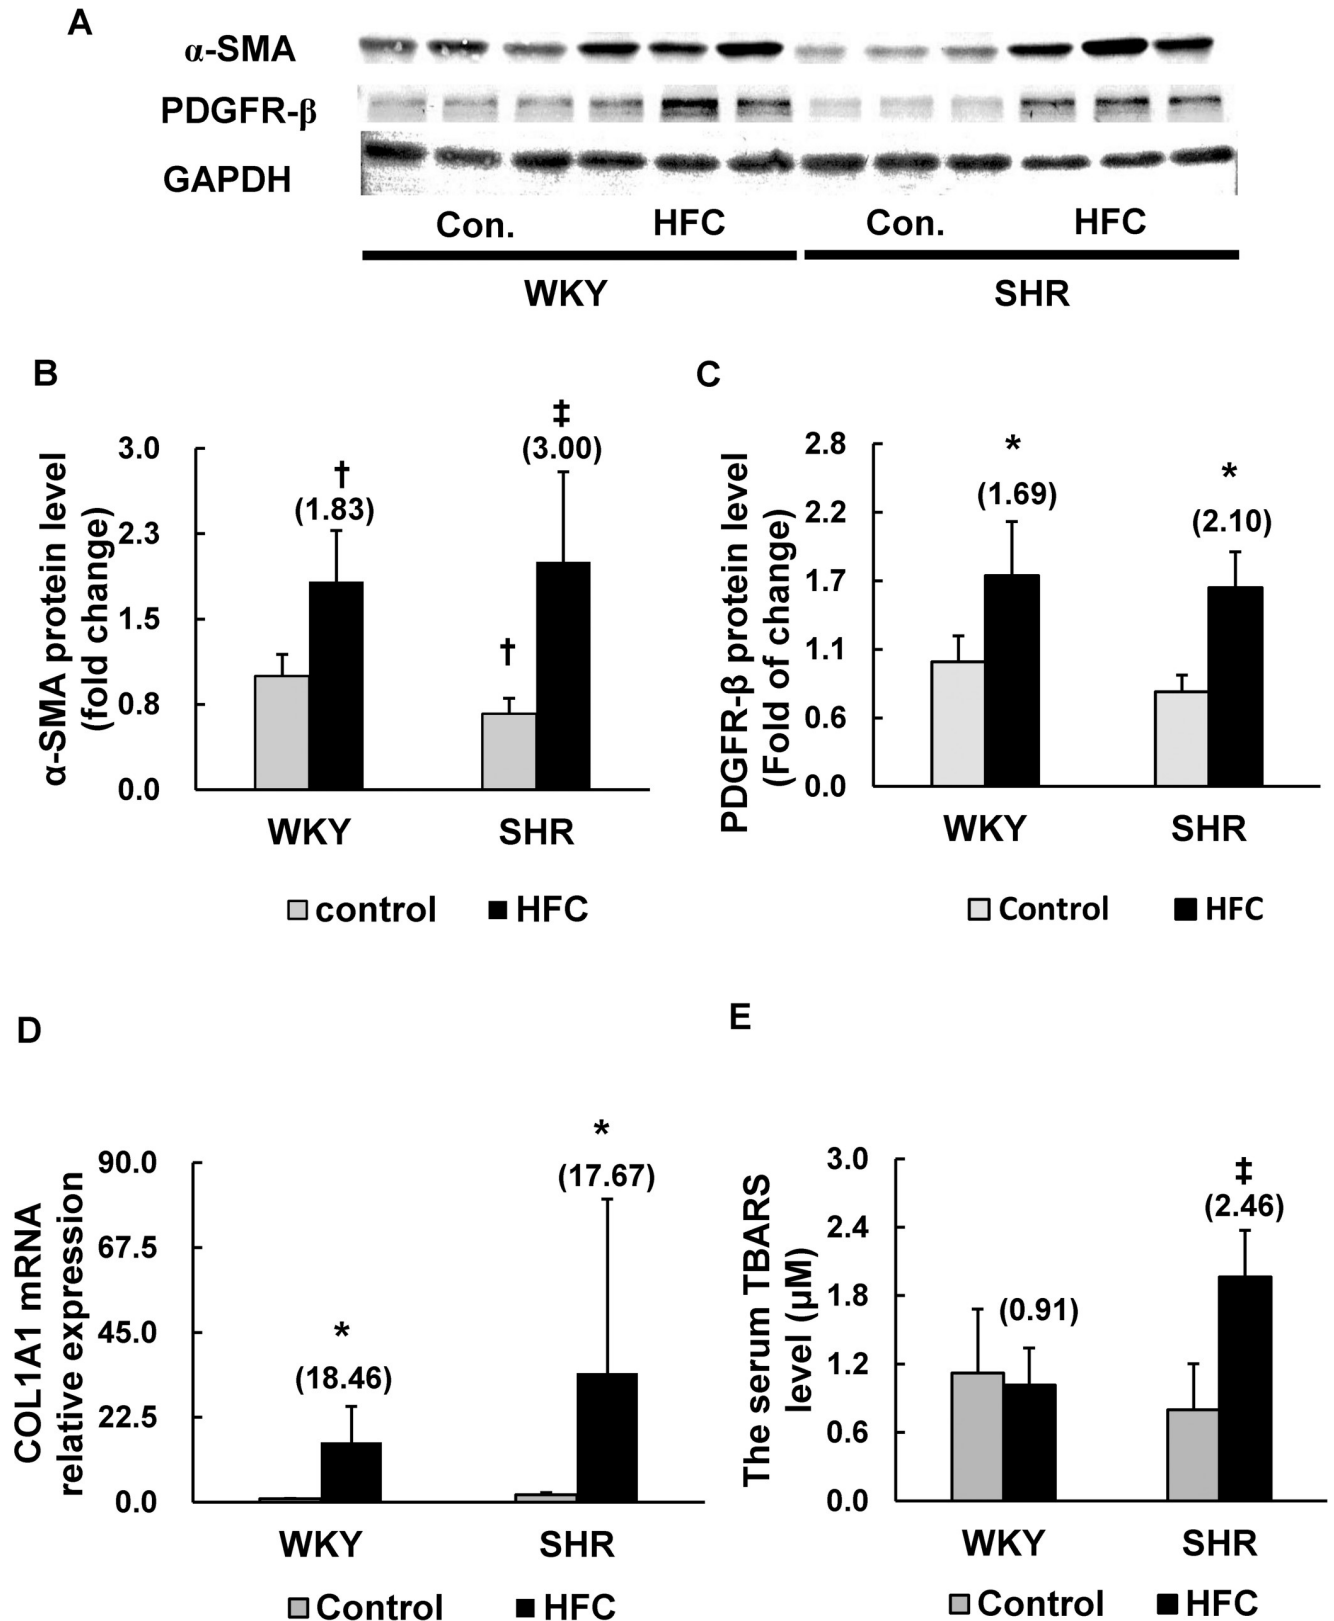 A
α-SMA
PDGFR-β
GAPDH
Con. HFC Con. HFC
WKY SHR
B
α-SMA protein level
(fold change)
3.0
2.3
1.5
0.8
0.0
†
(1.83)
†
‡
(3.00)
WKY SHR
control HFC
C
PDGFR-β protein level
(Fold of change)
2.8
2.2
1.7
1.1
0.6
0.0
*
(1.69)
*
(2.10)
WKY SHR
Control HFC
D
COL1A1 mRNA
relative expression
90.0
67.5
45.0
22.5
0.0
*
(18.46)
*
(17.67)
WKY SHR
Control HFC
E
The serum TBARS
level (μM)
3.0
2.4
1.8
1.2
0.6
0.0
(0.91)
‡
(2.46)
WKY SHR
Control HFC